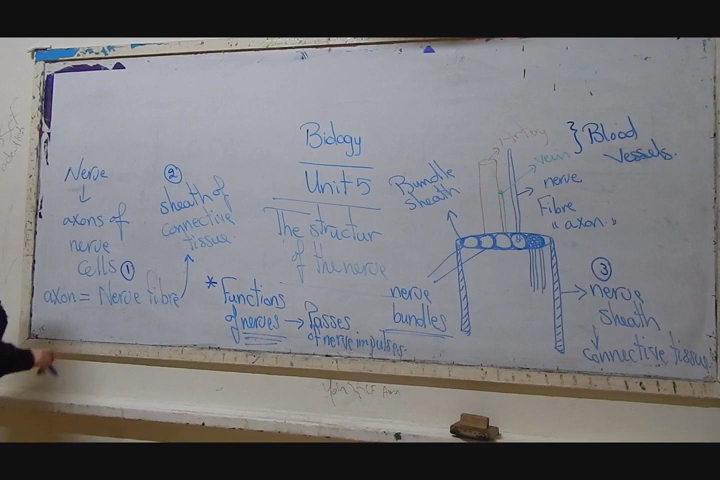 Biology
Unit 5
The structur
of the nerve
Nerve
↓
axons of
nerve
cells ①
axon = Nerve fibre
②
sheath of
connective
tissue
* Functions
of nerves → Passes
of nerve impulses
Bundle
sheath
nerve
bundles
artery
vein
} Blood
Vessels.
nerve
Fibre
"axon"
③
nerve
sheath
↓
connective tissue